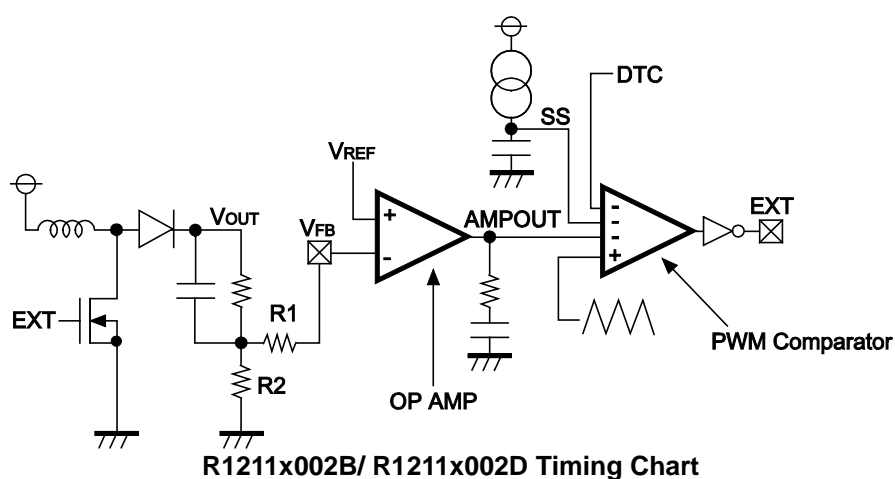 DTC
SS
VREF
VOUT
VFB
AMPOUT
EXT
+
-
-
-
-
+
EXT
R1
R2
OP AMP
PWM Comparator
R1211x002B/ R1211x002D Timing Chart